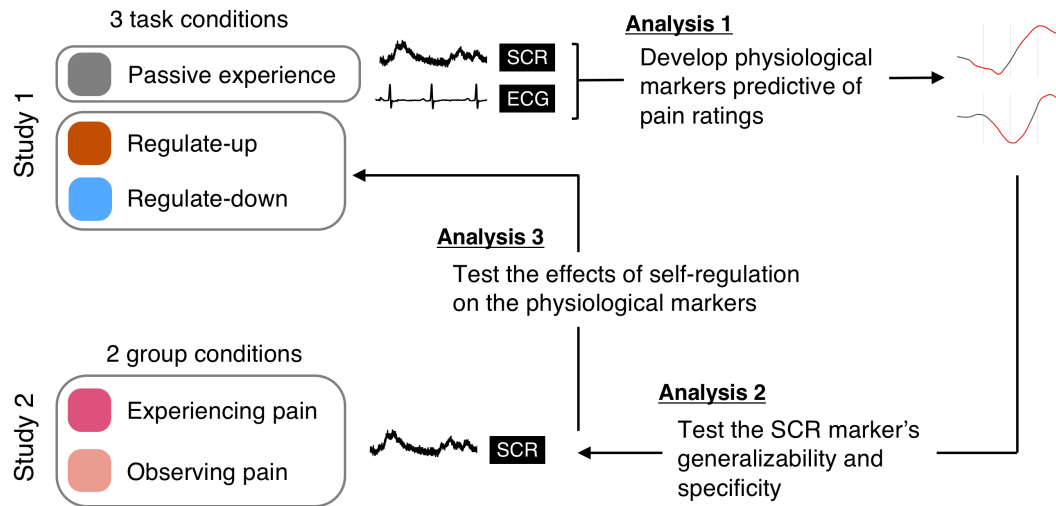 3 task conditions
Study 1
Passive experience
Regulate-up
Regulate-down
SCR
ECG
Analysis 1
Develop physiological
markers predictive of
pain ratings
Analysis 3
Test the effects of self-regulation
on the physiological markers
2 group conditions
Study 2
Experiencing pain
Observing pain
SCR
Analysis 2
Test the SCR marker’s
generalizability and
specificity